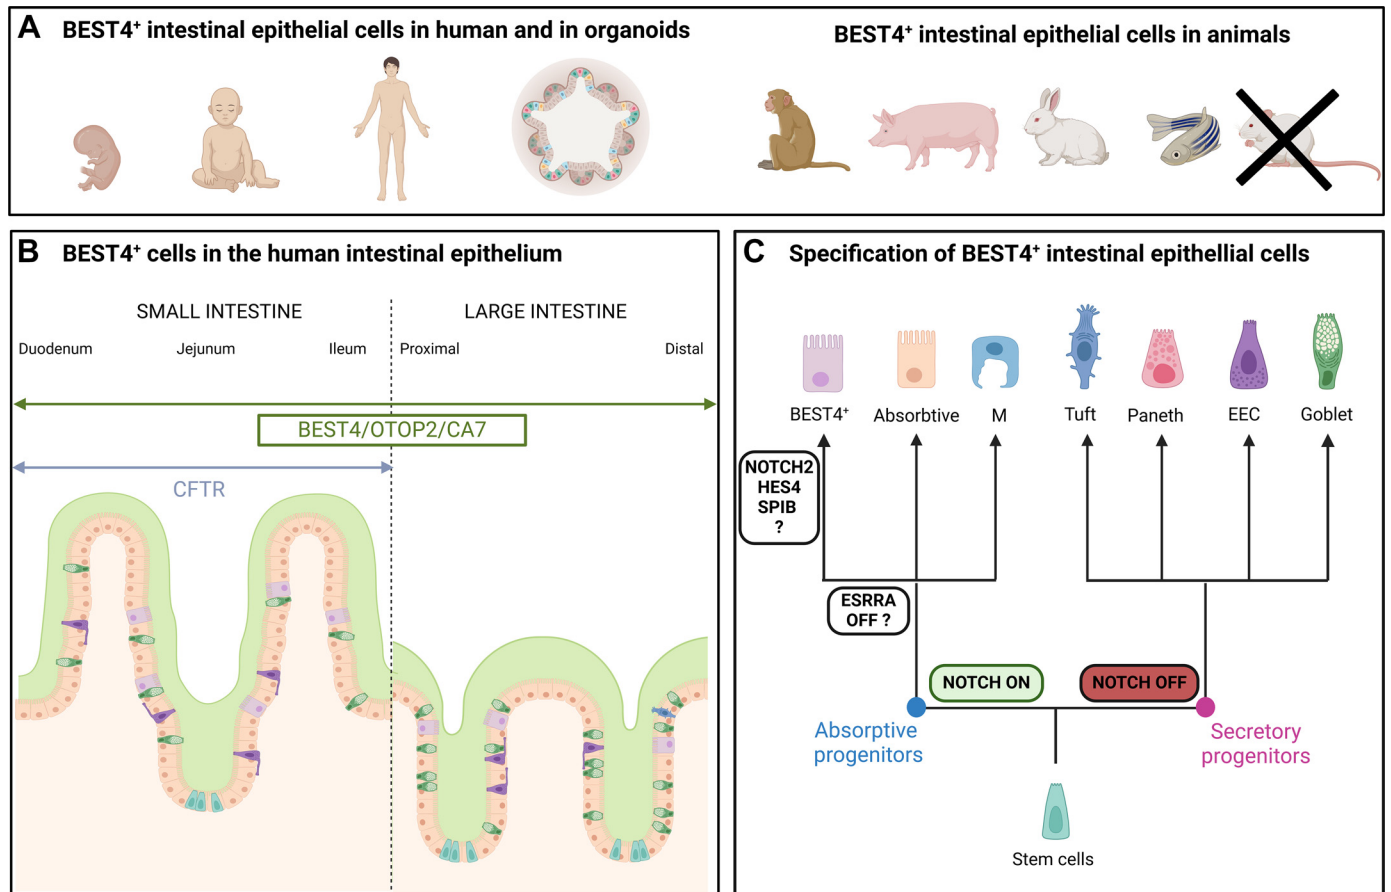 A BEST4⁺ intestinal epithelial cells in human and in organoids
BEST4⁺ intestinal epithelial cells in animals
B BEST4⁺ cells in the human intestinal epithelium
SMALL INTESTINE
LARGE INTESTINE
Duodenum
Jejunum
Ileum
Proximal
Distal
BEST4/OTOP2/CA7
CFTR
C Specification of BEST4⁺ intestinal epithellial cells
BEST4⁺
Absorbtive
M
Tuft
Paneth
EEC
Goblet
NOTCH2
HES4
SPIB
?
ESRRA
OFF ?
NOTCH ON
NOTCH OFF
Absorptive
progenitors
Secretory
progenitors
Stem cells